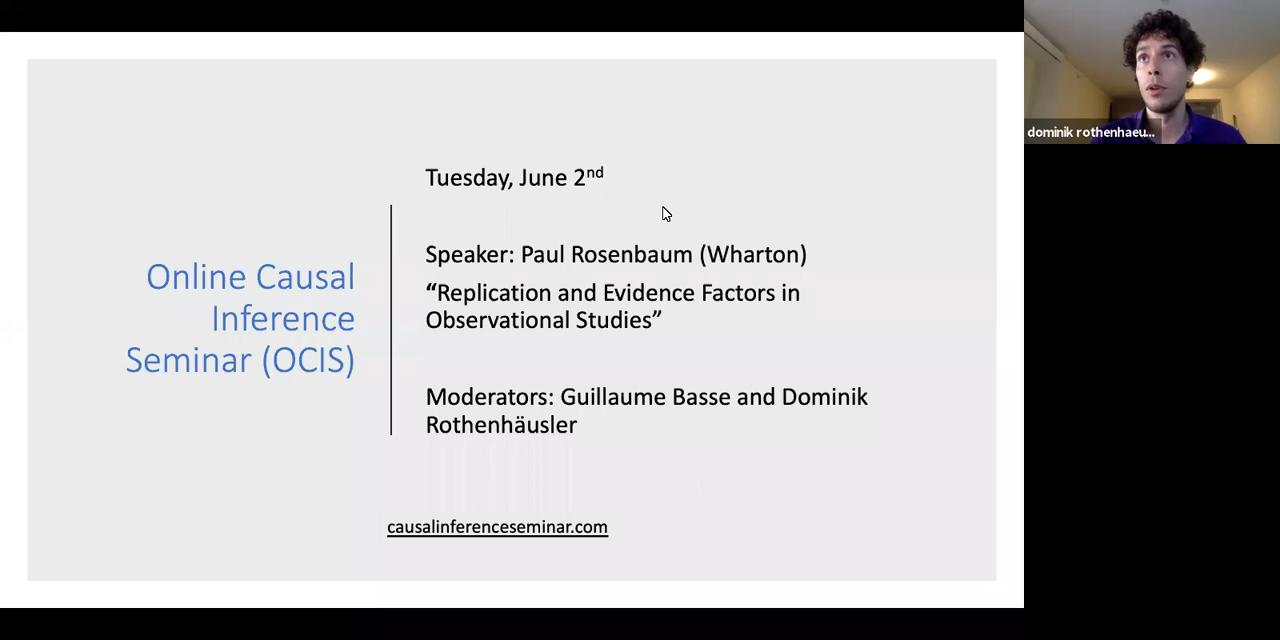 Online Causal
Inference
Seminar (OCIS)
Tuesday, June 2nd
Speaker: Paul Rosenbaum (Wharton)
“Replication and Evidence Factors in
Observational Studies”
Moderators: Guillaume Basse and Dominik
Rothenhäusler
causalinferenceseminar.com
dominik rothenhaeu...